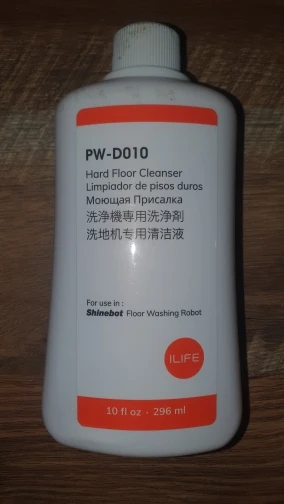 PW-D010
Hard Floor Cleanser
Limpiador de pisos duros
Моющая Присалка
洗浄機専用洗浄剤
洗地机专用清洁液
For use in :
Shinebot Floor Washing Robot
ILIFE
10 fl oz · 296 ml